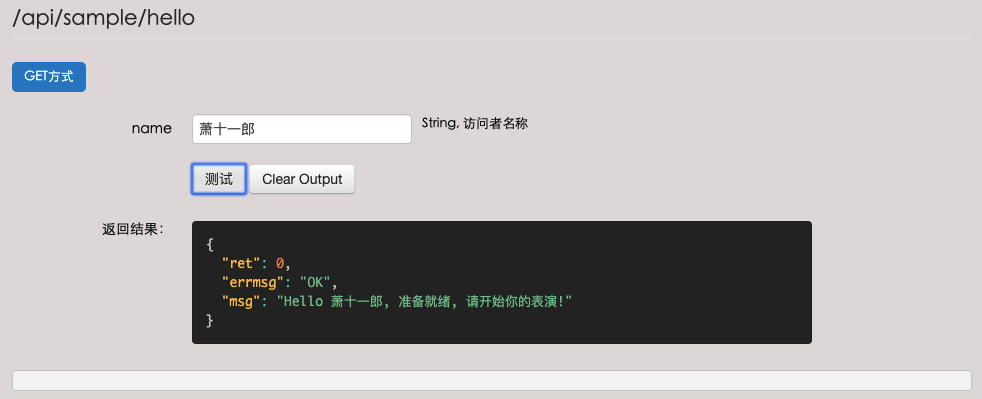 /api/sample/hello
GET方式
name 萧十一郎 String, 访问者名称
测试 Clear Output
返回结果:
{
"ret": 0,
"errmsg": "OK",
"msg": "Hello 萧十一郎, 准备就绪, 请开始你的表演!"
}